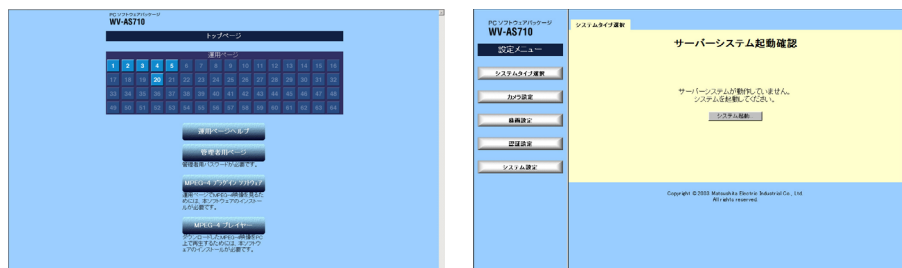 PC ソフトウェアパッケージ
WV-AS710
トップページ
運用ページ
1 2 3 4 5 6 7 8 9 10 11 12 13 14 15 16
17 18 19 20 21 22 23 24 25 26 27 28 29 30 31 32
33 34 35 36 37 38 39 40 41 42 43 44 45 46 47 48
49 50 51 52 53 54 55 56 57 58 59 60 61 62 63 64
運用ページヘルプ
管理者用ページ
管理者用パスワードが必要です。
MPEG-4 プラグインソフトウェア
運用ページでMPEG-4映像を見るた
めには、本ソフトウェアのインストー
ルが必要です。
MPEG-4 プレイヤー
ダウンロードしたMPEG-4映像をPC
上で再生するためには、本ソフトウ
ェアのインストールが必要です。
PC ソフトウェアパッケージ
WV-AS710
設定メニュー
システムタイプ選択
カメラ設定
録画設定
認証設定
システム設定
システムタイプ選択
サーバーシステム起動確認
サーバーシステムが動作していません。
システムを起動してください。
システム起動
Copyright ©2003 Matsushita Electric Industrial Co., Ltd.
All rights reserved.